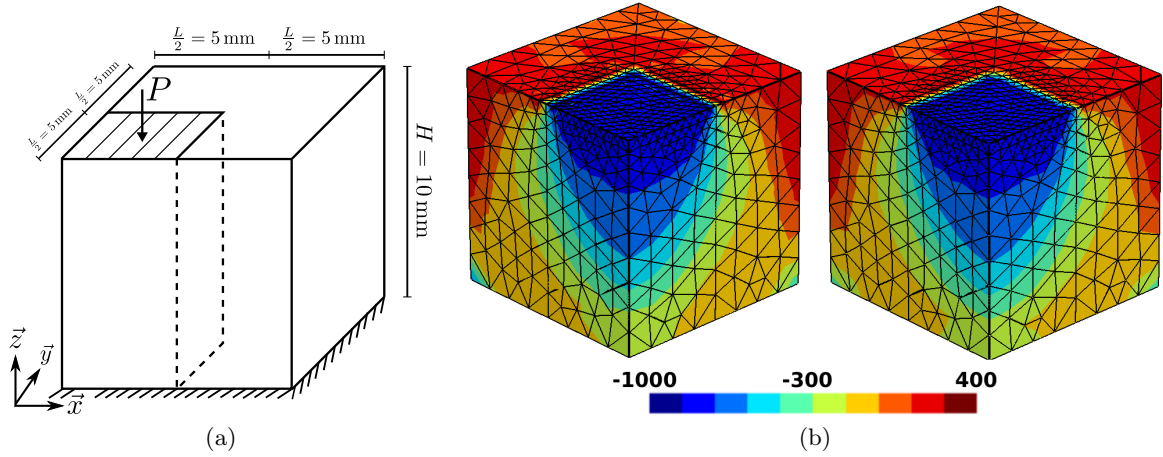 L/2 = 5 mm L/2 = 5 mm
L/2 = 5 mm L/2 = 5 mm
P
H = 10 mm
z⃗
y⃗
x⃗
-1000 -300 400
(a) (b)